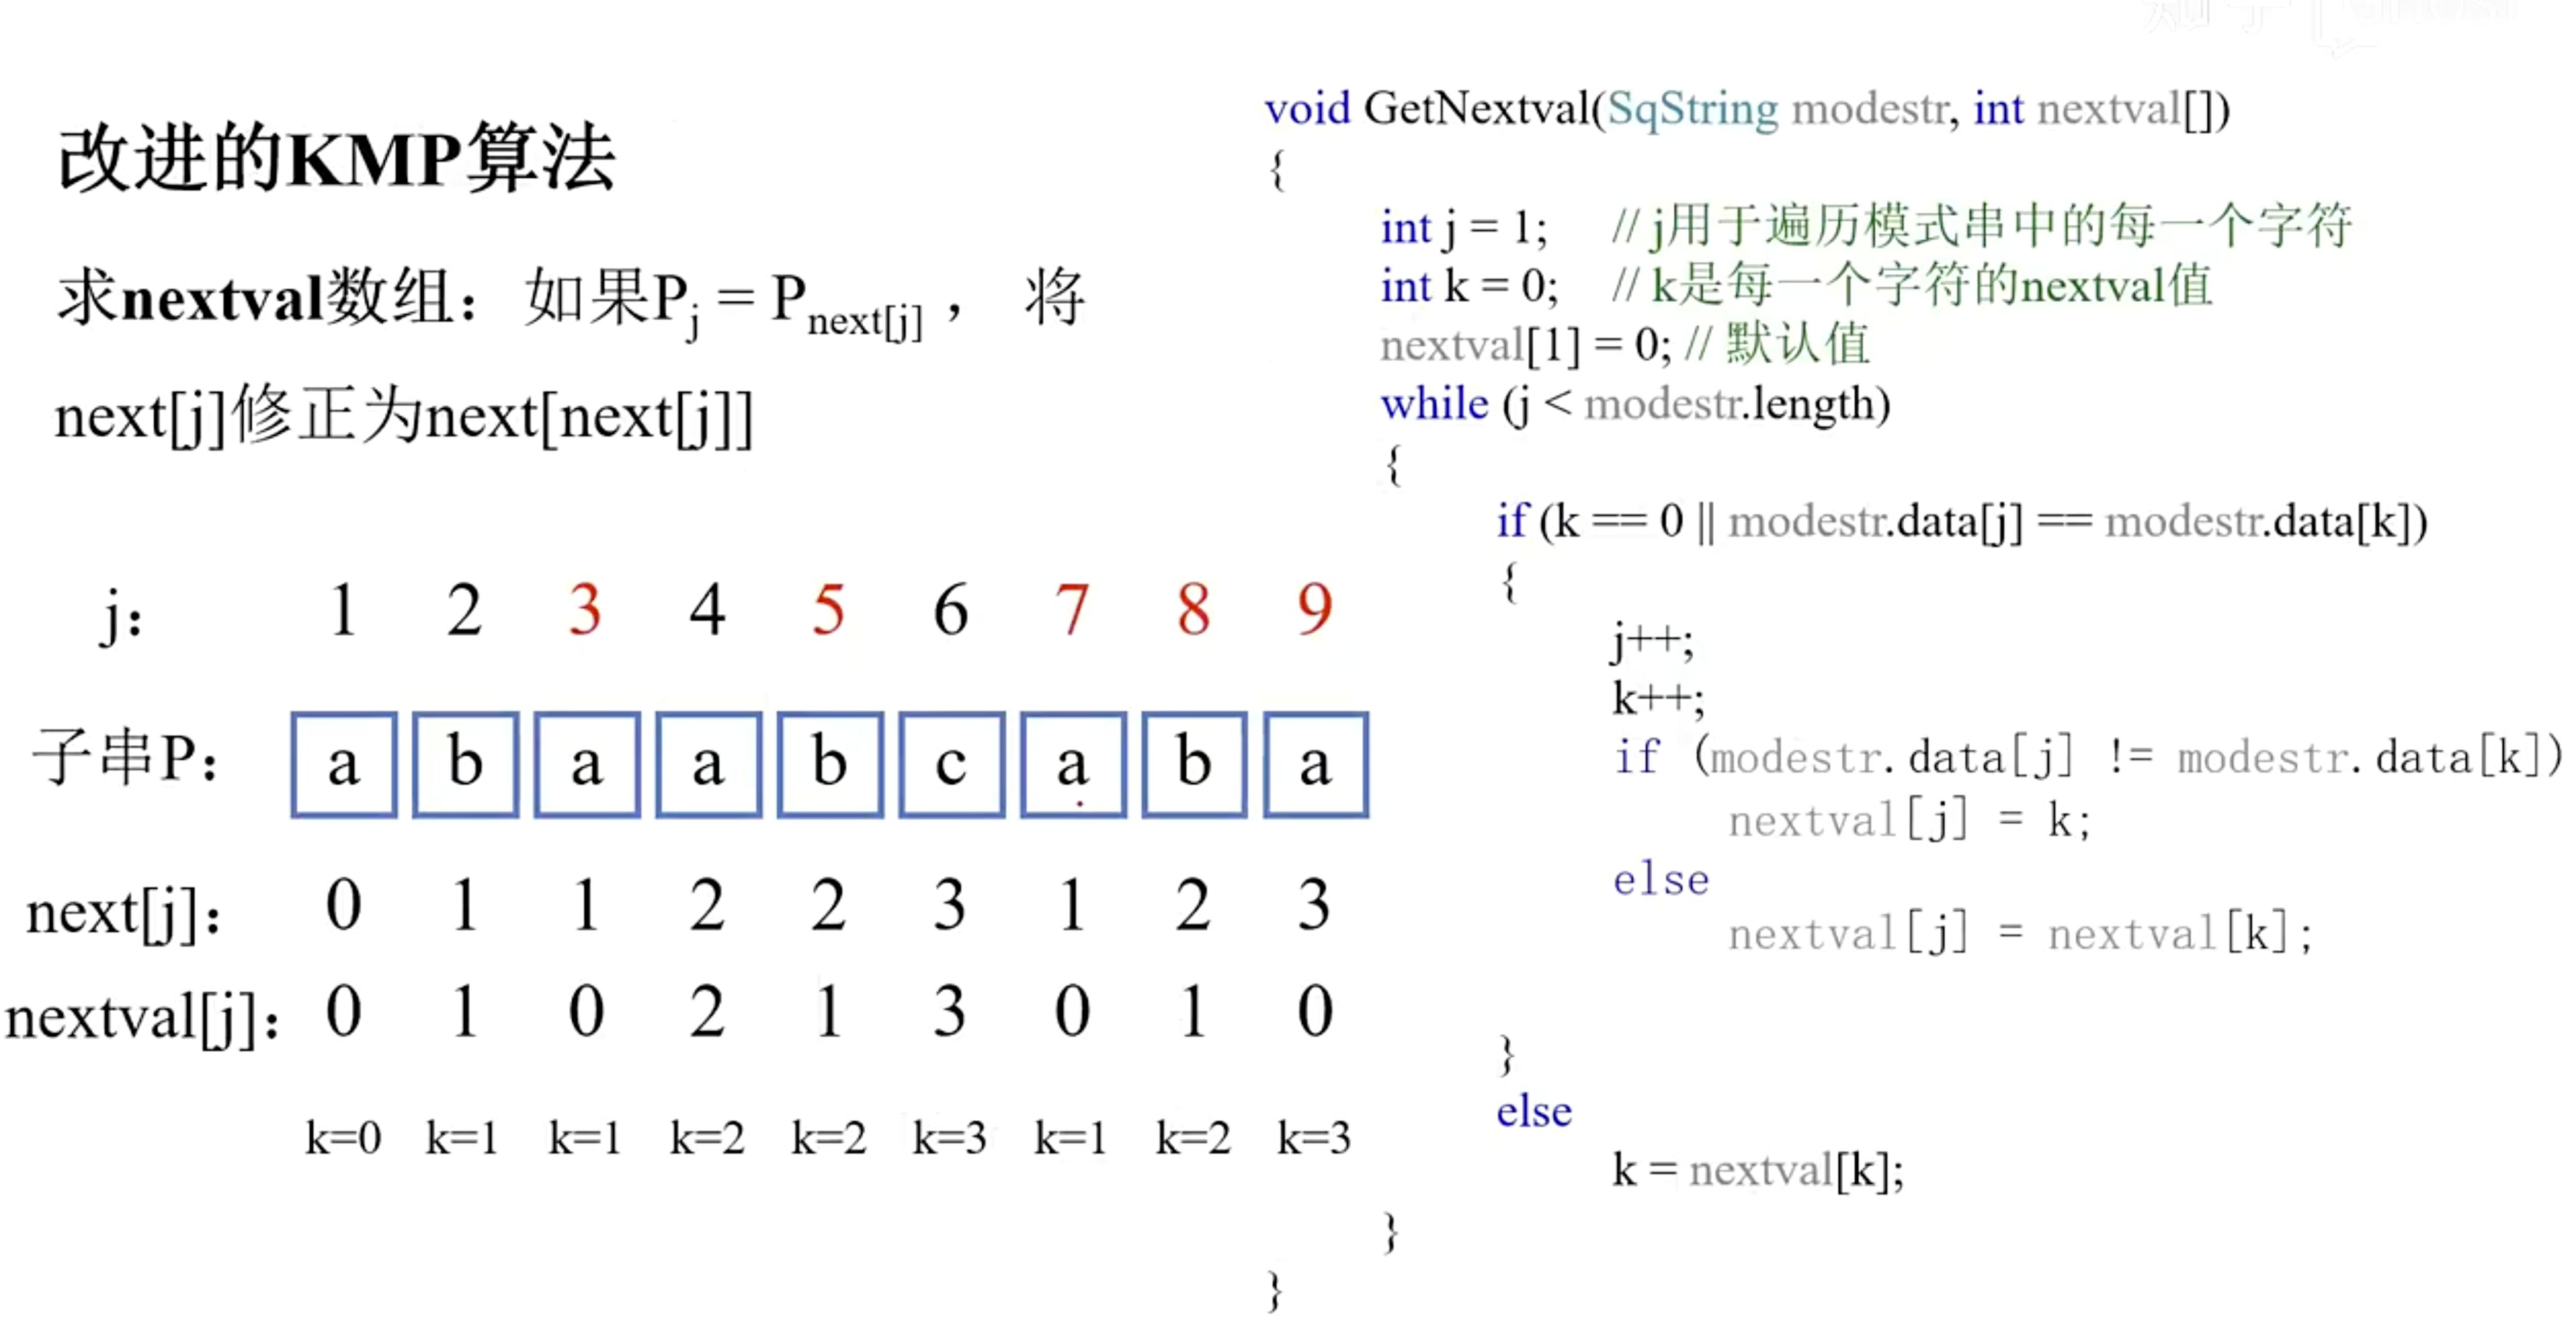 改进的KMP算法
求nextval数组：如果Pj = Pnext[j] ， 将
next[j]修正为next[next[j]]
j： 1 2 3 4 5 6 7 8 9
子串P： a b a a b c a b a
next[j]： 0 1 1 2 2 3 1 2 3
nextval[j]： 0 1 0 2 1 3 0 1 0
k=0 k=1 k=1 k=2 k=2 k=3 k=1 k=2 k=3
void GetNextval(SqString modestr, int nextval[])
{
int j = 1; // j用于遍历模式串中的每一个字符
int k = 0; // k是每一个字符的nextval值
nextval[1] = 0; // 默认值
while (j < modestr.length)
{
if (k == 0 || modestr.data[j] == modestr.data[k])
{
j++;
k++;
if (modestr.data[j] != modestr.data[k])
nextval[j] = k;
else
nextval[j] = nextval[k];
}
else
k = nextval[k];
}
}